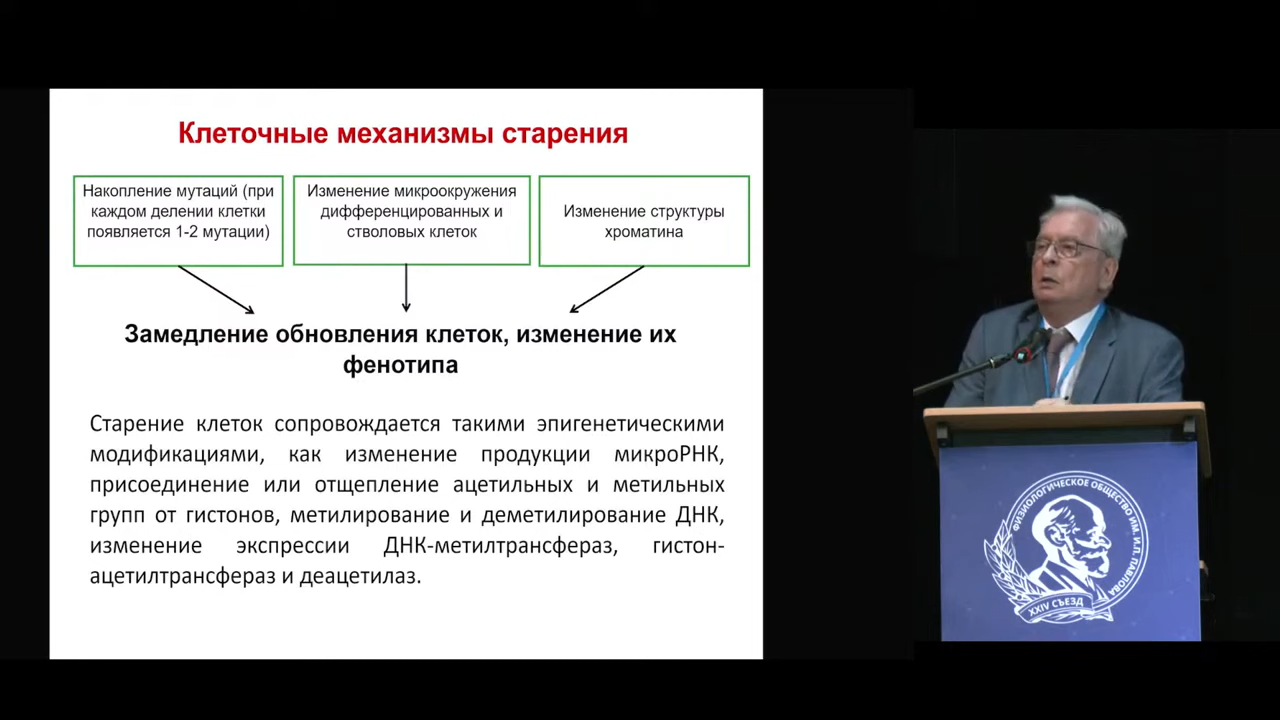 Клеточные механизмы старения
Накопление мутаций (при
каждом делении клетки
появляется 1-2 мутации)
Изменение микроокружения
дифференцированных и
стволовых клеток
Изменение структуры
хроматина
Замедление обновления клеток, изменение их
фенотипа
Старение клеток сопровождается такими эпигенетическими
модификациями, как изменение продукции микроРНК,
присоединение или отщепление ацетильных и метильных
групп от гистонов, метилирование и деметилирование ДНК,
изменение экспрессии ДНК-метилтрансфераз, гистон-
ацетилтрансфераз и деацетилаз.
ФИЗИОЛОГИЧЕСКОЕ ОБЩЕСТВО ИМ. И.П. ПАВЛОВА
XXIV СЪЕЗД